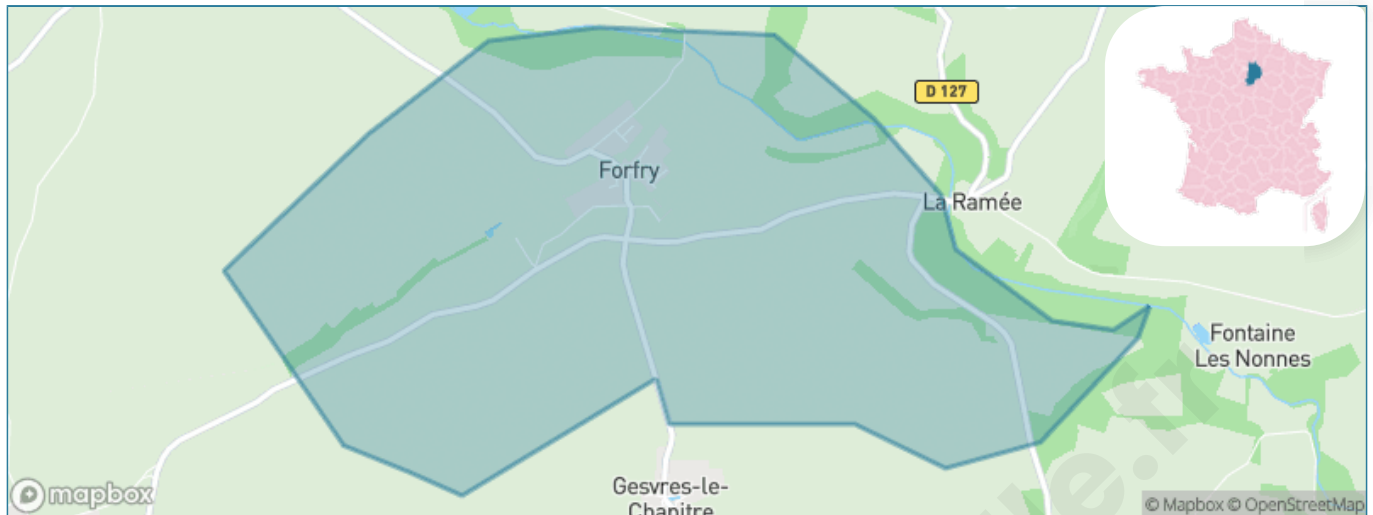 D 127
Forfry
La Ramée
Fontaine
Les Nonnes
Gesvres-le-
Chapitre
mapbox
© Mapbox © OpenStreetMap